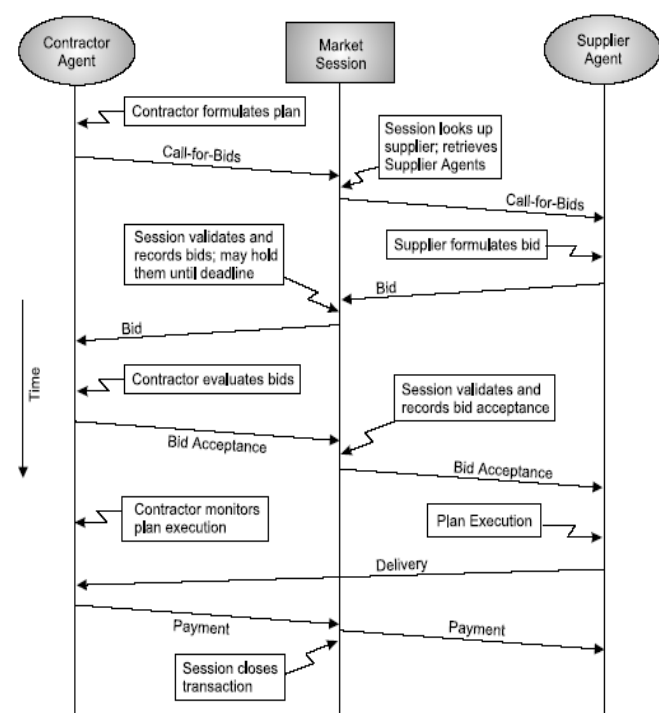 Contractor
Agent
Market
Session
Supplier
Agent
Contractor formulates plan
Session looks up
supplier; retrieves
Supplier Agents
Call-for-Bids
Call-for-Bids
Session validates and
records bids; may hold
them until deadline
Supplier formulates bid
Bid
Bid
Time
Contractor evaluates bids
Session validates and
records bid acceptance
Bid Acceptance
Bid Acceptance
Contractor monitors
plan execution
Plan Execution
Delivery
Payment
Payment
Session closes
transaction